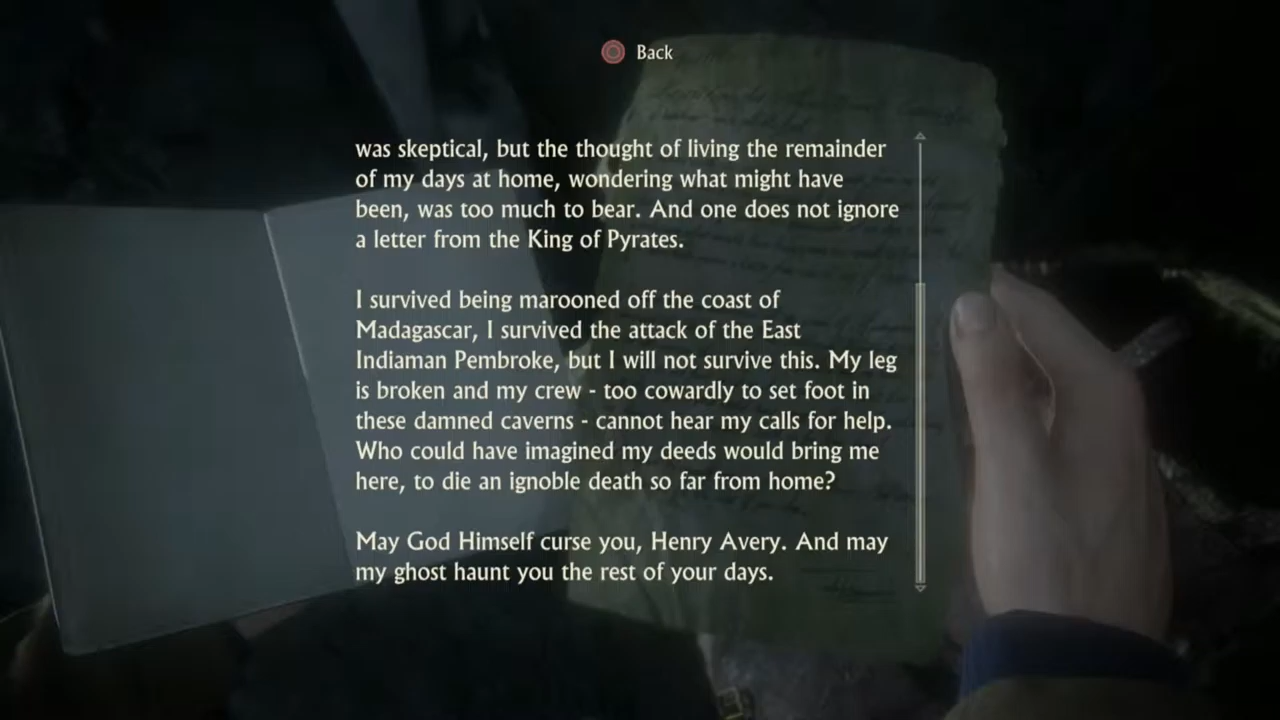 Back
was skeptical, but the thought of living the remainder
of my days at home, wondering what might have
been, was too much to bear. And one does not ignore
a letter from the King of Pyrates.
I survived being marooned off the coast of
Madagascar, I survived the attack of the East
Indiaman Pembroke, but I will not survive this. My leg
is broken and my crew - too cowardly to set foot in
these damned caverns - cannot hear my calls for help.
Who could have imagined my deeds would bring me
here, to die an ignoble death so far from home?
May God Himself curse you, Henry Avery. And may
my ghost haunt you the rest of your days.